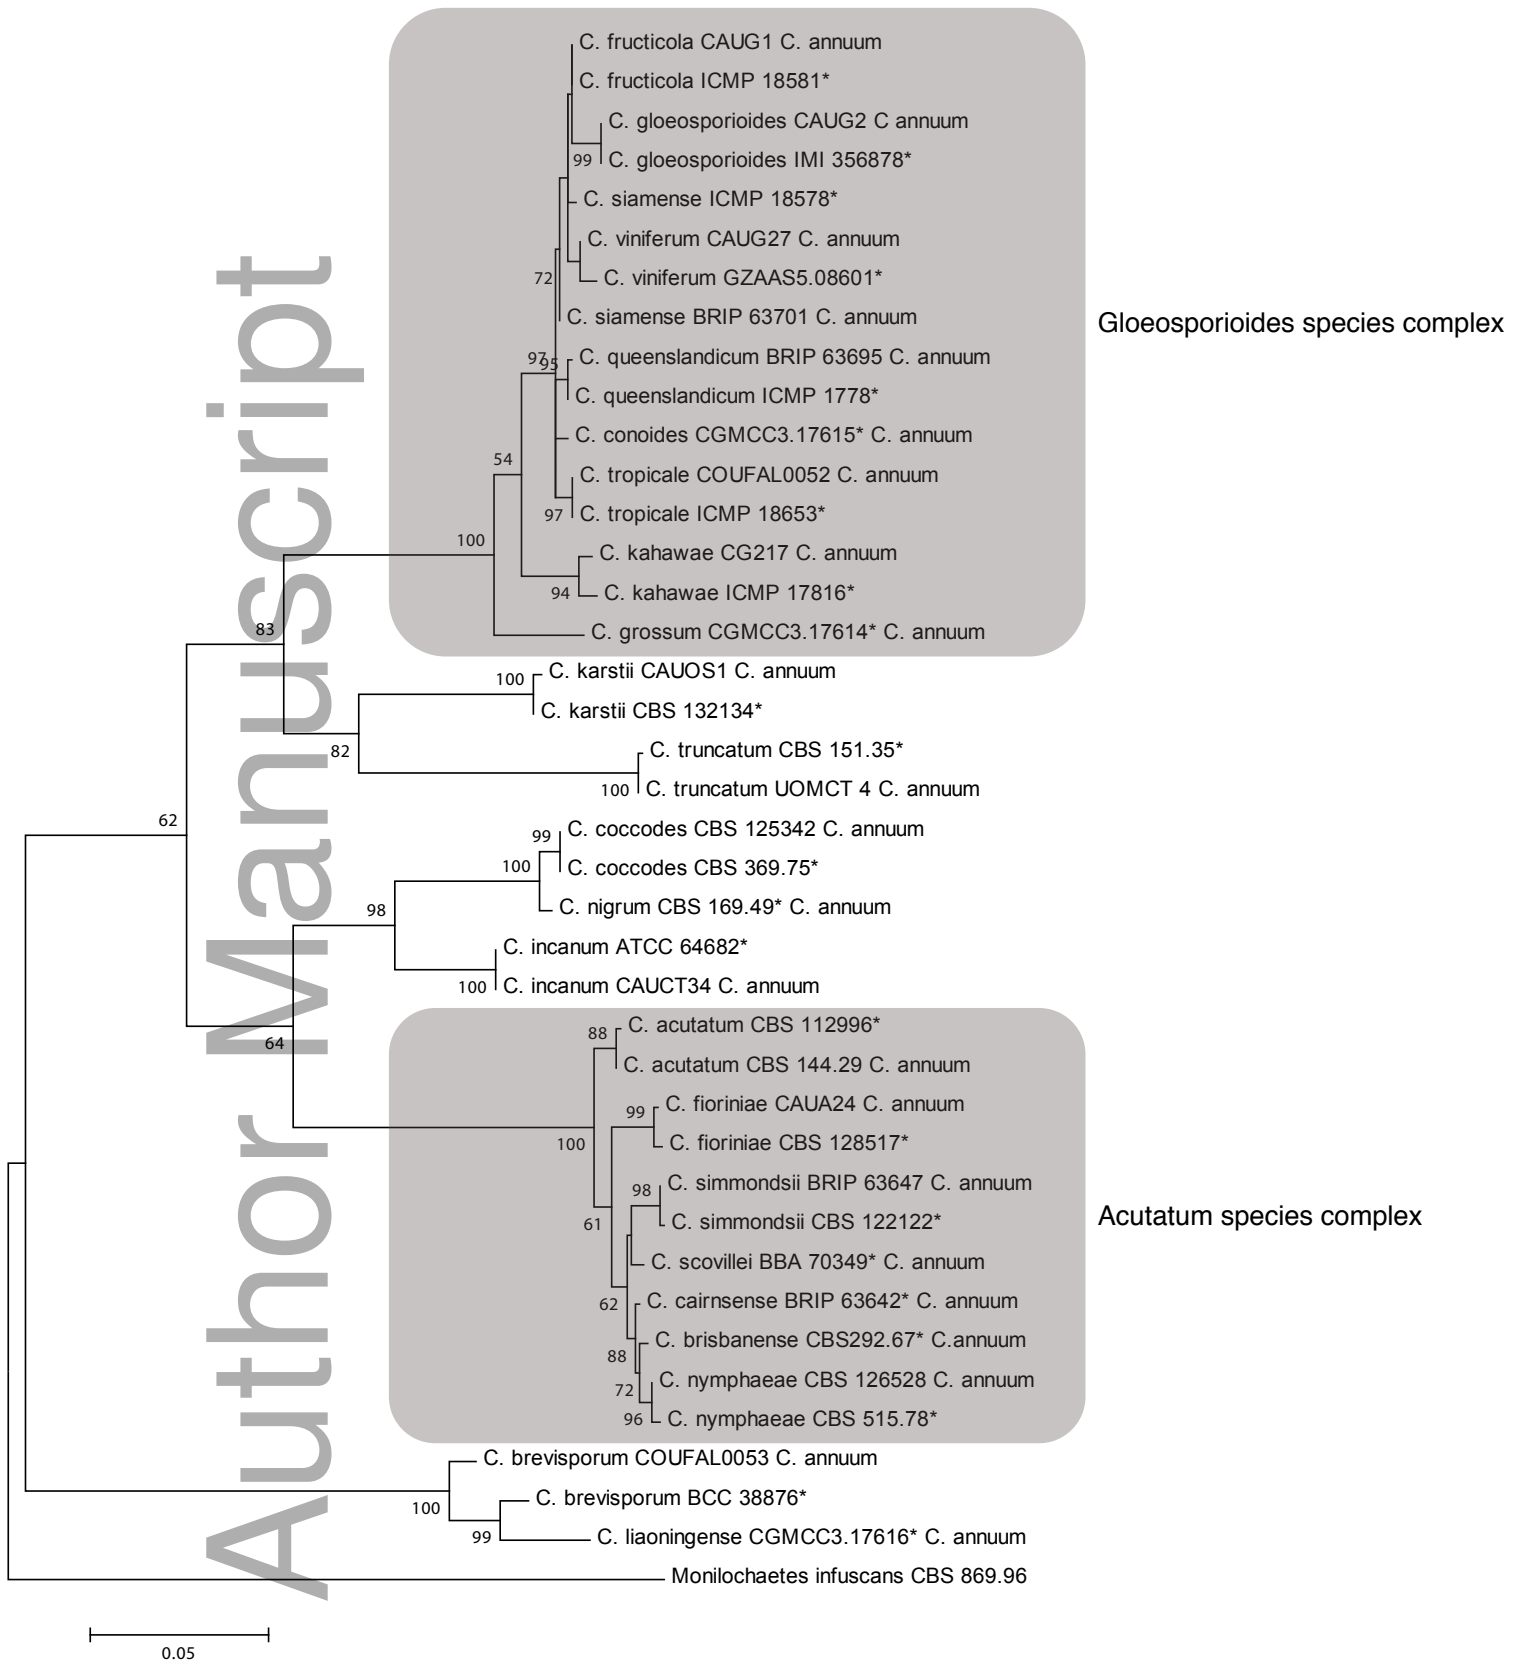 C. fructicola CAUG1 C. annuum
C. fructicola ICMP 18581*
C. gloeosporioides CAUG2 C annuum
99
C. gloeosporioides IMI 356878*
C. siamense ICMP 18578*
C. viniferum CAUG27 C. annuum
72
C. viniferum GZAAS5.08601*
C. siamense BRIP 63701 C. annuum
Gloeosporioides species complex
97
95
C. queenslandicum BRIP 63695 C. annuum
C. queenslandicum ICMP 1778*
C. conoides CGMCC3.17615* C. annuum
54
C. tropicale COUFAL0052 C. annuum
97
C. tropicale ICMP 18653*
100
C. kahawae CG217 C. annuum
94
C. kahawae ICMP 17816*
83
C. grossum CGMCC3.17614* C. annuum
100
C. karstii CAUOS1 C. annuum
C. karstii CBS 132134*
82
C. truncatum CBS 151.35*
100
C. truncatum UOMCT 4 C. annuum
62
99
C. coccodes CBS 125342 C. annuum
100
C. coccodes CBS 369.75*
98
C. nigrum CBS 169.49* C. annuum
C. incanum ATCC 64682*
100
C. incanum CAUCT34 C. annuum
64
88
C. acutatum CBS 112996*
C. acutatum CBS 144.29 C. annuum
99
C. fioriniae CAUA24 C. annuum
100
C. fioriniae CBS 128517*
98
C. simmondsii BRIP 63647 C. annuum
61
C. simmondsii CBS 122122*
Acutatum species complex
C. scovillei BBA 70349* C. annuum
62
C. cairnsense BRIP 63642* C. annuum
88
C. brisbanense CBS292.67* C.annuum
72
C. nymphaeae CBS 126528 C. annuum
96
C. nymphaeae CBS 515.78*
C. brevisporum COUFAL0053 C. annuum
100
C. brevisporum BCC 38876*
99
C. liaoningense CGMCC3.17616* C. annuum
Monilochaetes infuscans CBS 869.96
0.05
Author Manuscript